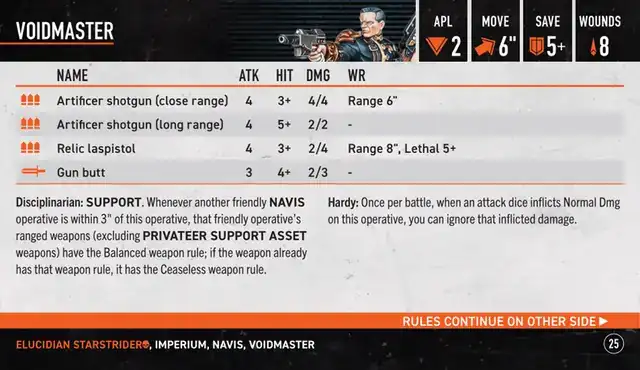 VOIDMASTER
APL
2
MOVE
6"
SAVE
5+
WOUNDS
8
NAME ATK HIT DMG WR
Artificer shotgun (close range) 4 3+ 4/4 Range 6"
Artificer shotgun (long range) 4 5+ 2/2 -
Relic laspistol 4 3+ 2/4 Range 8", Lethal 5+
Gun butt 3 4+ 2/3 -
Disciplinarian: SUPPORT. Whenever another friendly NAVIS
operative is within 3" of this operative, that friendly operative's
ranged weapons (excluding PRIVATEER SUPPORT ASSET
weapons) have the Balanced weapon rule; if the weapon already
has that weapon rule, it has the Ceaseless weapon rule.
Hardy: Once per battle, when an attack dice inflicts Normal Dmg
on this operative, you can ignore that inflicted damage.
RULES CONTINUE ON OTHER SIDE ▶
ELUCIDIAN STARSTRIDER, IMPERIUM, NAVIS, VOIDMASTER
25